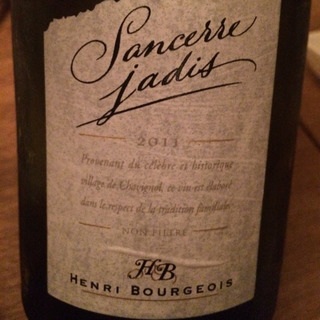 Sancerre
jadis
2011
Provenant du célèbre et historique
village de Chavignol, ce vin est élaboré
dans le respect de la tradition familiale.
NON FILTRÉ
HB
HENRI BOURGEOIS